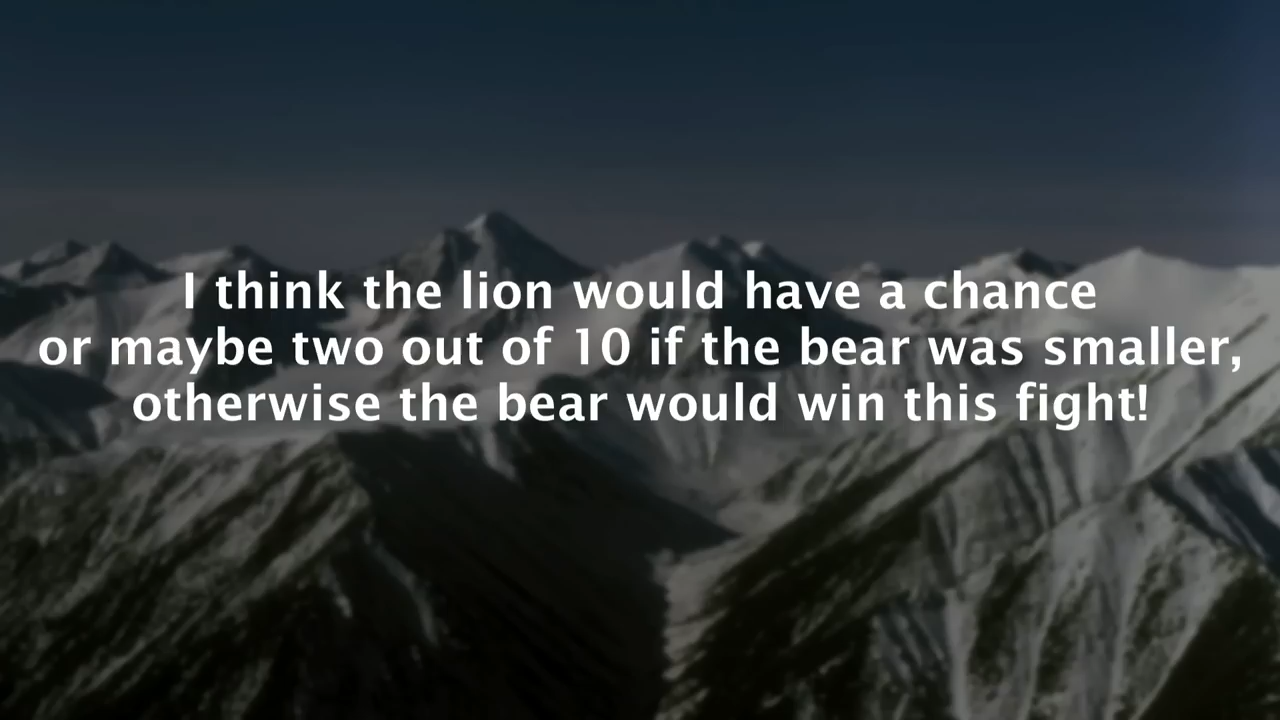 I think the lion would have a chance
or maybe two out of 10 if the bear was smaller,
otherwise the bear would win this fight!